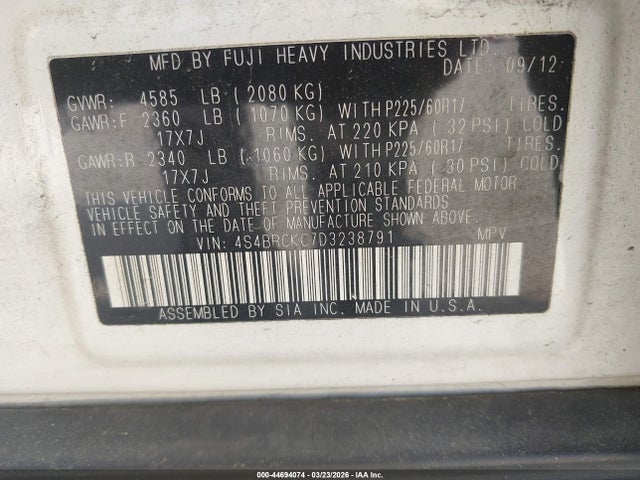 MFD BY FUJI HEAVY INDUSTRIES LTD.
DATE: 09/12
GVWR: 4585 LB ( 2080 KG)
GAWR:F 2360 LB ( 1070 KG) WITH P225/60R17 TIRES.
17X7J RIMS. AT 220 KPA ( 32 PSI) COLD
GAWR:R 2340 LB ( 1060 KG) WITH P225/60R17 TIRES.
17X7J RIMS. AT 210 KPA ( 30 PSI) COLD
THIS VEHICLE CONFORMS TO ALL APPLICABLE FEDERAL MOTOR
VEHICLE SAFETY AND THEFT PREVENTION STANDARDS
IN EFFECT ON THE DATE OF MANUFACTURE SHOWN ABOVE.
VIN: 4S4BRCKC7D3238791 MPV
ASSEMBLED BY SIA INC. MADE IN U.S.A.
000-44694074 | 03/23/2026 - IAA Inc.